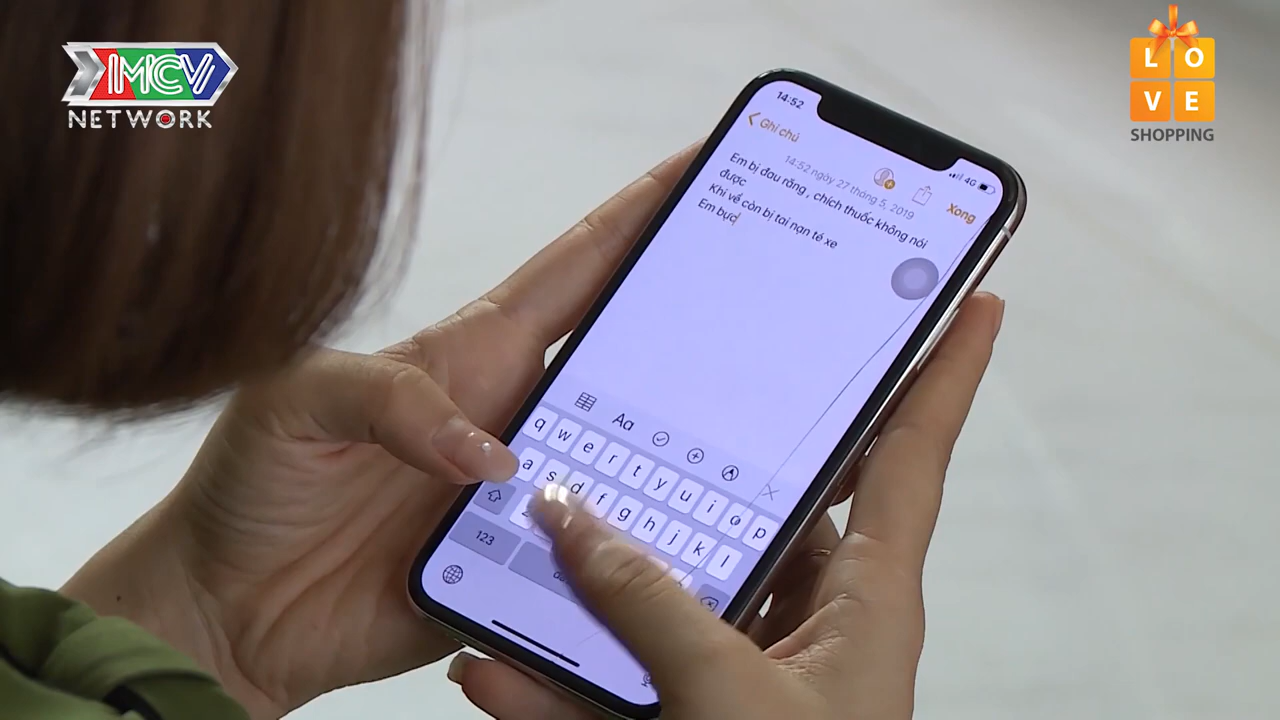 MCV
NETWORK
L O
V E
SHOPPING
14:52
4G
Ghi chú
Xong
14:52 ngày 27 tháng 5, 2019
Em bị đau răng , chích thuốc không nói
được
Khi về còn bị tai nạn té xe
Em bực
Aa
q w e r t y u i o p
a s d f g h j k l
z
123